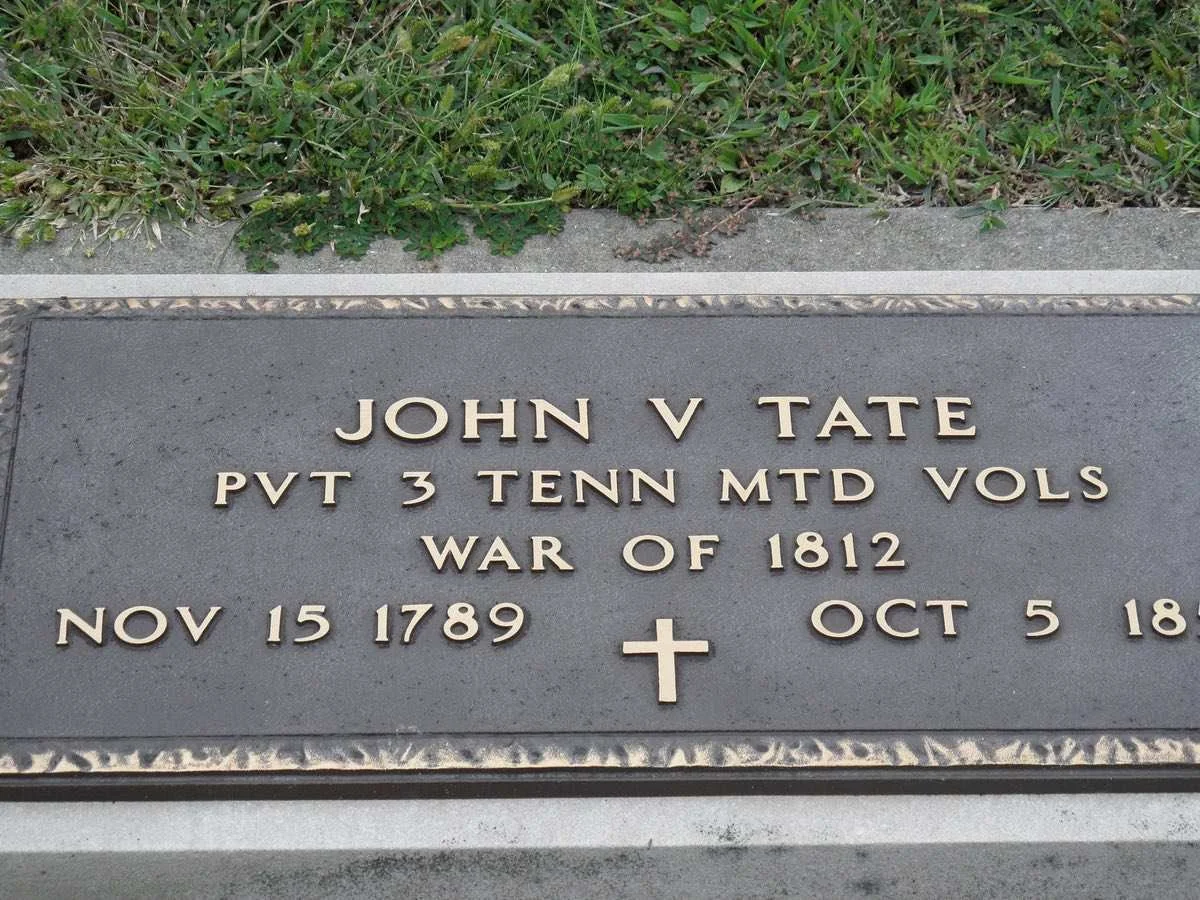 JOHN V TATE
PVT 3 TENN MTD VOLS
WAR OF 1812
NOV 15 1789 OCT 5